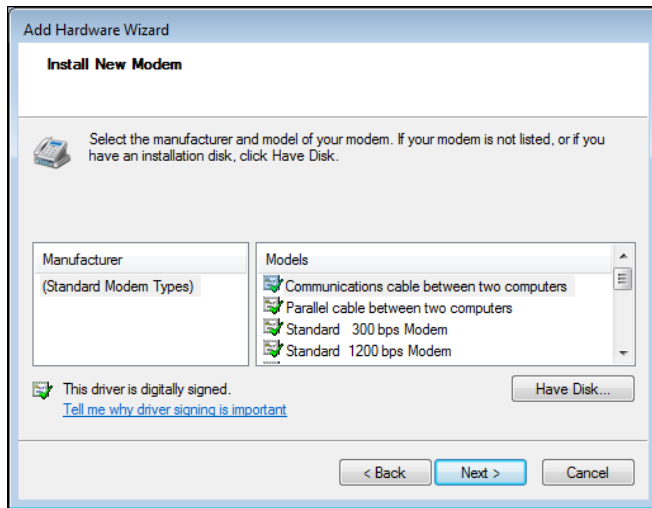 Add Hardware Wizard
Install New Modem
Select the manufacturer and model of your modem. If your modem is not listed, or if you
have an installation disk, click Have Disk.
Manufacturer
(Standard Modem Types)
Models
Communications cable between two computers
Parallel cable between two computers
Standard 300 bps Modem
Standard 1200 bps Modem
This driver is digitally signed.
Tell me why driver signing is important
Have Disk...
< Back
Next >
Cancel